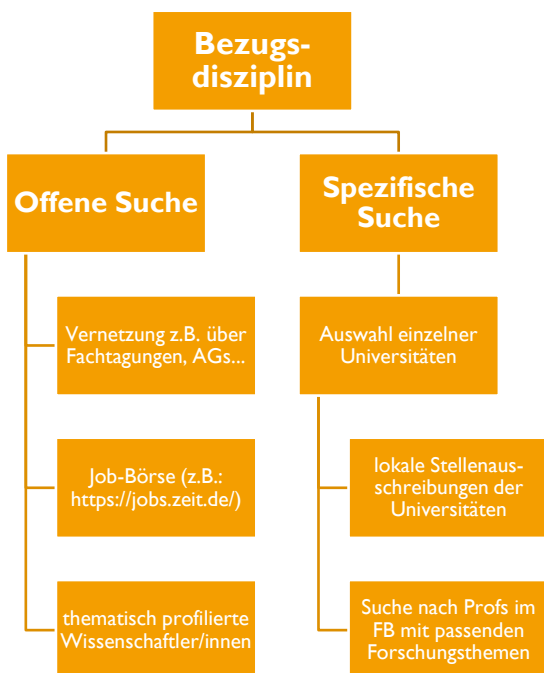 Bezugs-
disziplin
Offene Suche
Spezifische
Suche
Vernetzung z.B. über
Fachtagungen, AGs...
Auswahl einzelner
Universitäten
Job-Börse (z.B.:
https://jobs.zeit.de/)
lokale Stellenaus-
schreibungen der
Universitäten
thematisch profilierte
Wissenschaftler/innen
Suche nach Profs im
FB mit passenden
Forschungsthemen